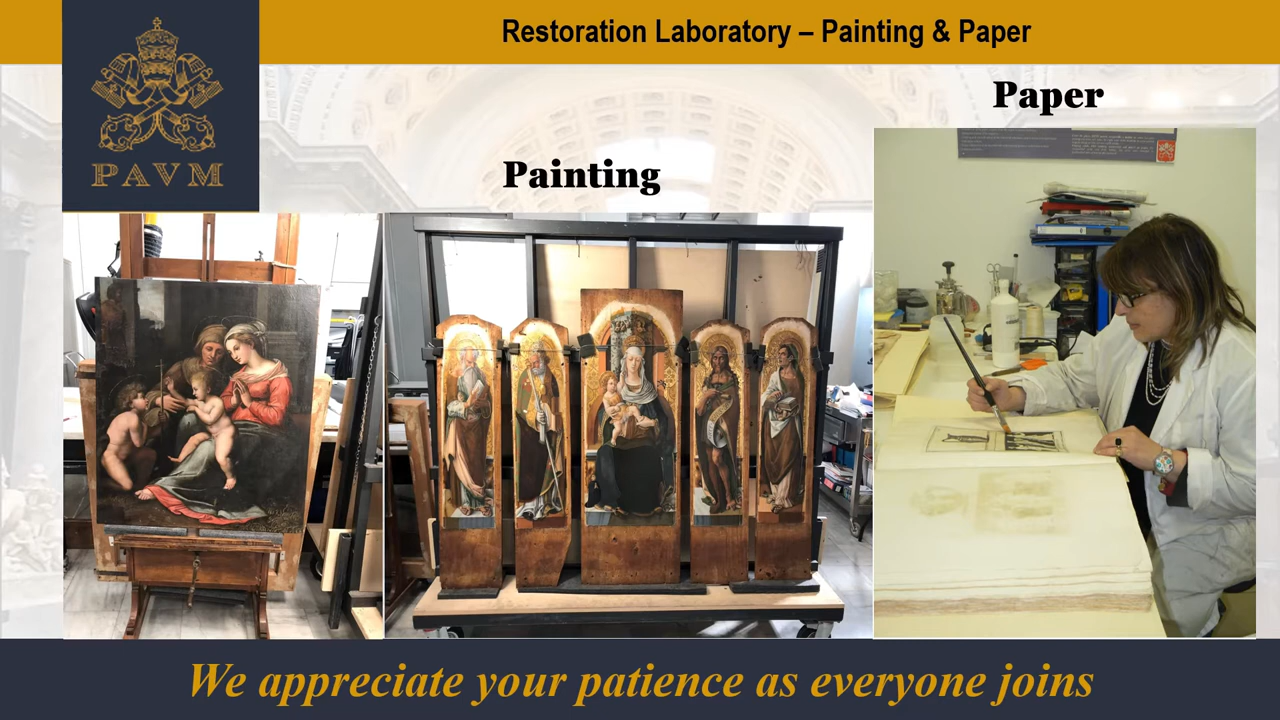 Restoration Laboratory – Painting & Paper
PAVM
Paper
Painting
We appreciate your patience as everyone joins